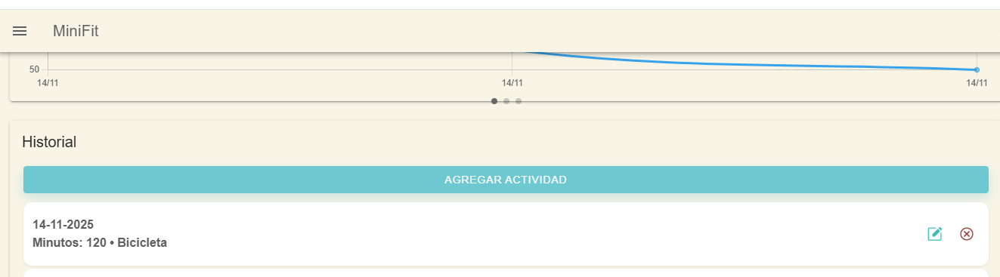 MiniFit
50
14/11
14/11
14/11
Historial
AGREGAR ACTIVIDAD
14-11-2025
Minutos: 120 • Bicicleta